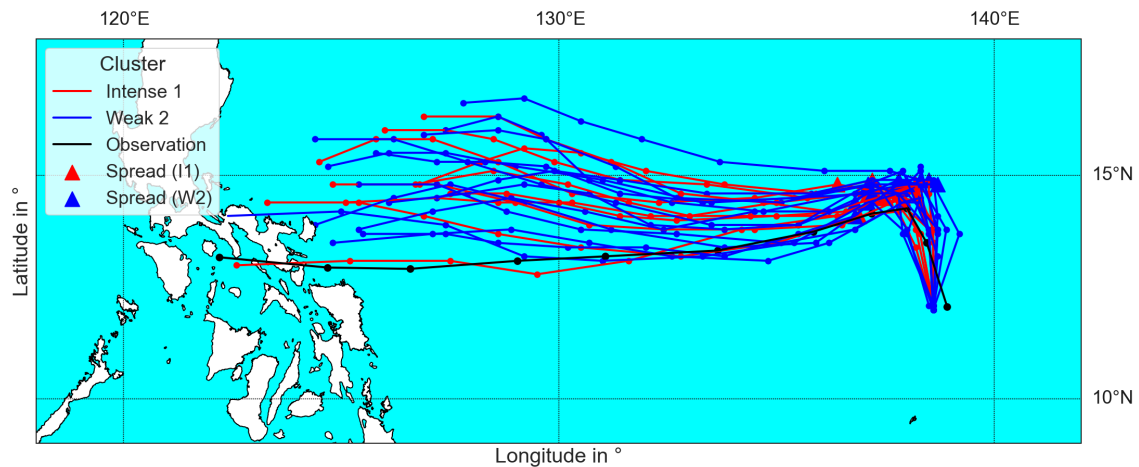 120°E 130°E 140°E
Cluster
Intense 1
Weak 2
Observation
Spread (I1)
Spread (W2)
15°N
10°N
Latitude in °
Longitude in °